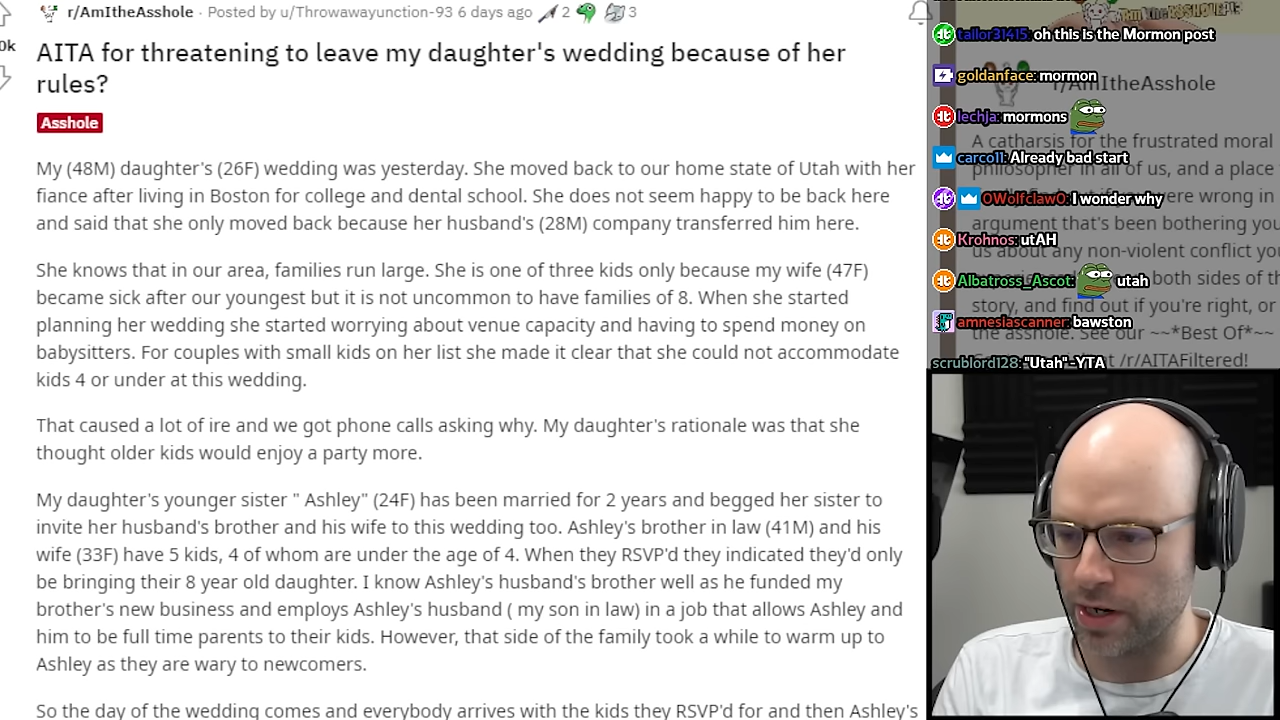 r/AmItheAsshole · Posted by u/Throwawayunction-93 6 days ago 2 3
0k
AITA for threatening to leave my daughter's wedding because of her
rules?
Asshole
My (48M) daughter's (26F) wedding was yesterday. She moved back to our home state of Utah with her
fiance after living in Boston for college and dental school. She does not seem happy to be back here
and said that she only moved back because her husband's (28M) company transferred him here.
She knows that in our area, families run large. She is one of three kids only because my wife (47F)
became sick after our youngest but it is not uncommon to have families of 8. When she started
planning her wedding she started worrying about venue capacity and having to spend money on
babysitters. For couples with small kids on her list she made it clear that she could not accommodate
kids 4 or under at this wedding.
That caused a lot of ire and we got phone calls asking why. My daughter's rationale was that she
thought older kids would enjoy a party more.
My daughter's younger sister " Ashley" (24F) has been married for 2 years and begged her sister to
invite her husband's brother and his wife to this wedding too. Ashley's brother in law (41M) and his
wife (33F) have 5 kids, 4 of whom are under the age of 4. When they RSVP'd they indicated they'd only
be bringing their 8 year old daughter. I know Ashley's husband's brother well as he funded my
brother's new business and employs Ashley's husband ( my son in law) in a job that allows Ashley and
him to be full time parents to their kids. However, that side of the family took a while to warm up to
Ashley as they are wary to newcomers.
So the day of the wedding comes and everybody arrives with the kids they RSVP'd for and then Ashley's
tailor31415: oh this is the Mormon post
goldanface: mormon
r/AmItheAsshole
lechja: mormons
A catharsis for the frustrated moral
carco11: Already bad start
philosopher in all of us, and a place
OWolfclawO: I wonder why
were wrong in
argument that's been bothering you
Krohnos: utAH
us about any non-violent conflict you
Albatross_Ascot: utah
both sides of th
story, and find out if you're right, or
amnesiascanner: bawston
the asshole. See our ~~*Best Of*~~
scrublord128: "Utah" -YTA
at /r/AITAFiltered!